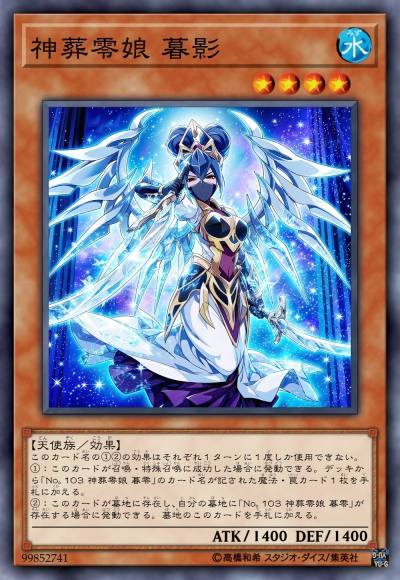 神葬零娘 暮影
水
【天使族／効果】
このカード名の①②の効果はそれぞれ１ターンに１度しか使用できない。
①：このカードが召喚・特殊召喚に成功した場合に発動できる。デッキか
ら「No. 103 神葬零娘 暮零」のカード名が記された魔法・罠カード１枚を手
札に加える。
②：このカードが墓地に存在し、自分の墓地に「No. 103 神葬零娘 暮零」が
存在する場合に発動できる。墓地のこのカードを手札に加える。
ATK / 1400 DEF / 1400
99852741
©高橋和希 スタジオ・ダイス/集英社